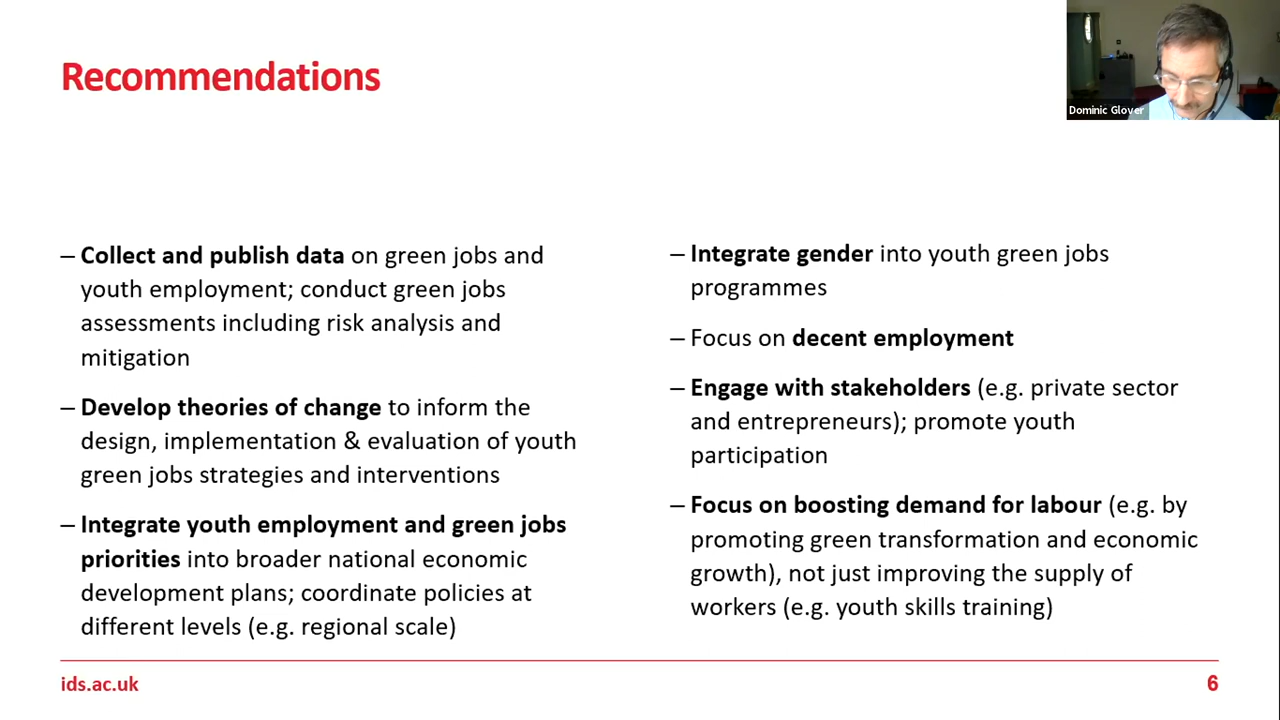 Recommendations
Dominic Glover
– Collect and publish data on green jobs and
youth employment; conduct green jobs
assessments including risk analysis and
mitigation
– Develop theories of change to inform the
design, implementation & evaluation of youth
green jobs strategies and interventions
– Integrate youth employment and green jobs
priorities into broader national economic
development plans; coordinate policies at
different levels (e.g. regional scale)
– Integrate gender into youth green jobs
programmes
– Focus on decent employment
– Engage with stakeholders (e.g. private sector
and entrepreneurs); promote youth
participation
– Focus on boosting demand for labour (e.g. by
promoting green transformation and economic
growth), not just improving the supply of
workers (e.g. youth skills training)
ids.ac.uk
6